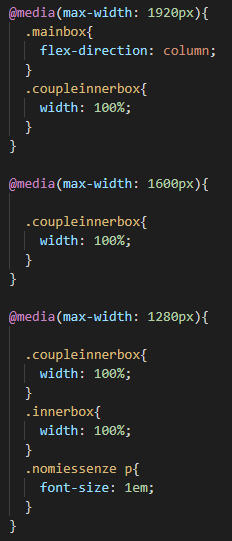 @media(max-width: 1920px){
  .mainbox{
    flex-direction: column;
  }
  .coupleinnerbox{
    width: 100%;
  }
}

@media(max-width: 1600px){

  .coupleinnerbox{
    width: 100%;
  }
}

@media(max-width: 1280px){

  .coupleinnerbox{
    width: 100%;
  }
  .innerbox{
    width: 100%;
  }
  .nomiessenze p{
    font-size: 1em;
  }
}